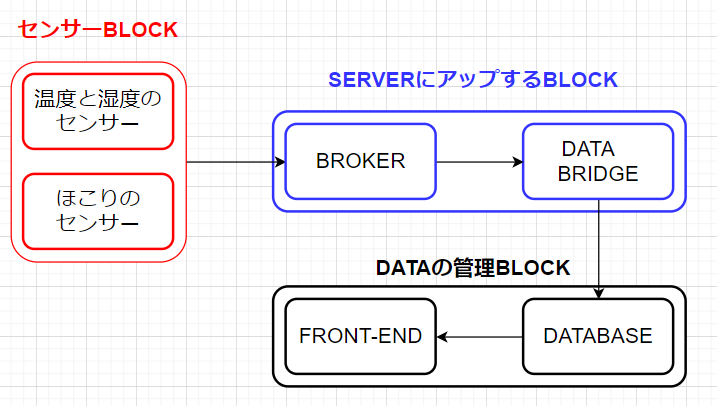 センサーBLOCK
温度と湿度の
センサー
ほこりの
センサー
SERVERにアップするBLOCK
BROKER
DATA
BRIDGE
DATAの管理BLOCK
FRONT-END
DATABASE